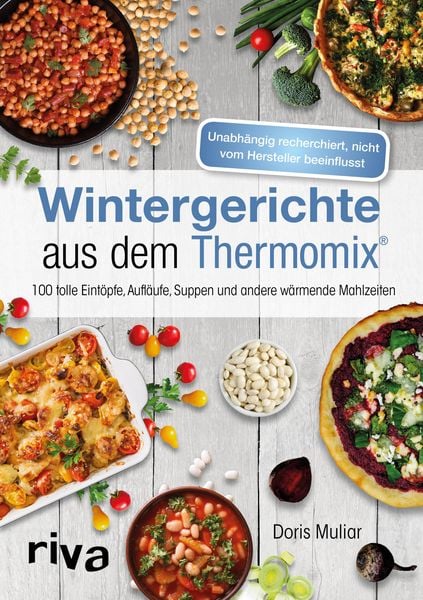 Unabhängig recherchiert, nicht
vom Hersteller beeinflusst
Wintergerichte
aus dem Thermomix®
100 tolle Eintöpfe, Aufläufe, Suppen und andere wärmende Mahlzeiten
Doris Muliar
riva